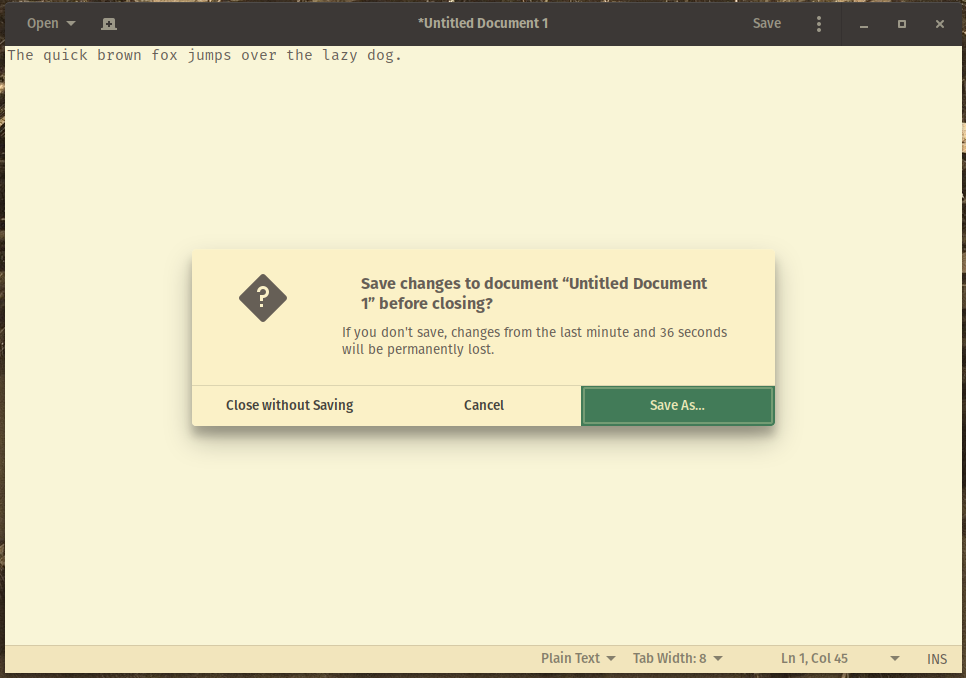 Open
*Untitled Document 1
Save
The quick brown fox jumps over the lazy dog.
?
Save changes to document “Untitled Document
1” before closing?
If you don't save, changes from the last minute and 36 seconds
will be permanently lost.
Close without Saving
Cancel
Save As...
Plain Text
Tab Width: 8
Ln 1, Col 45
INS